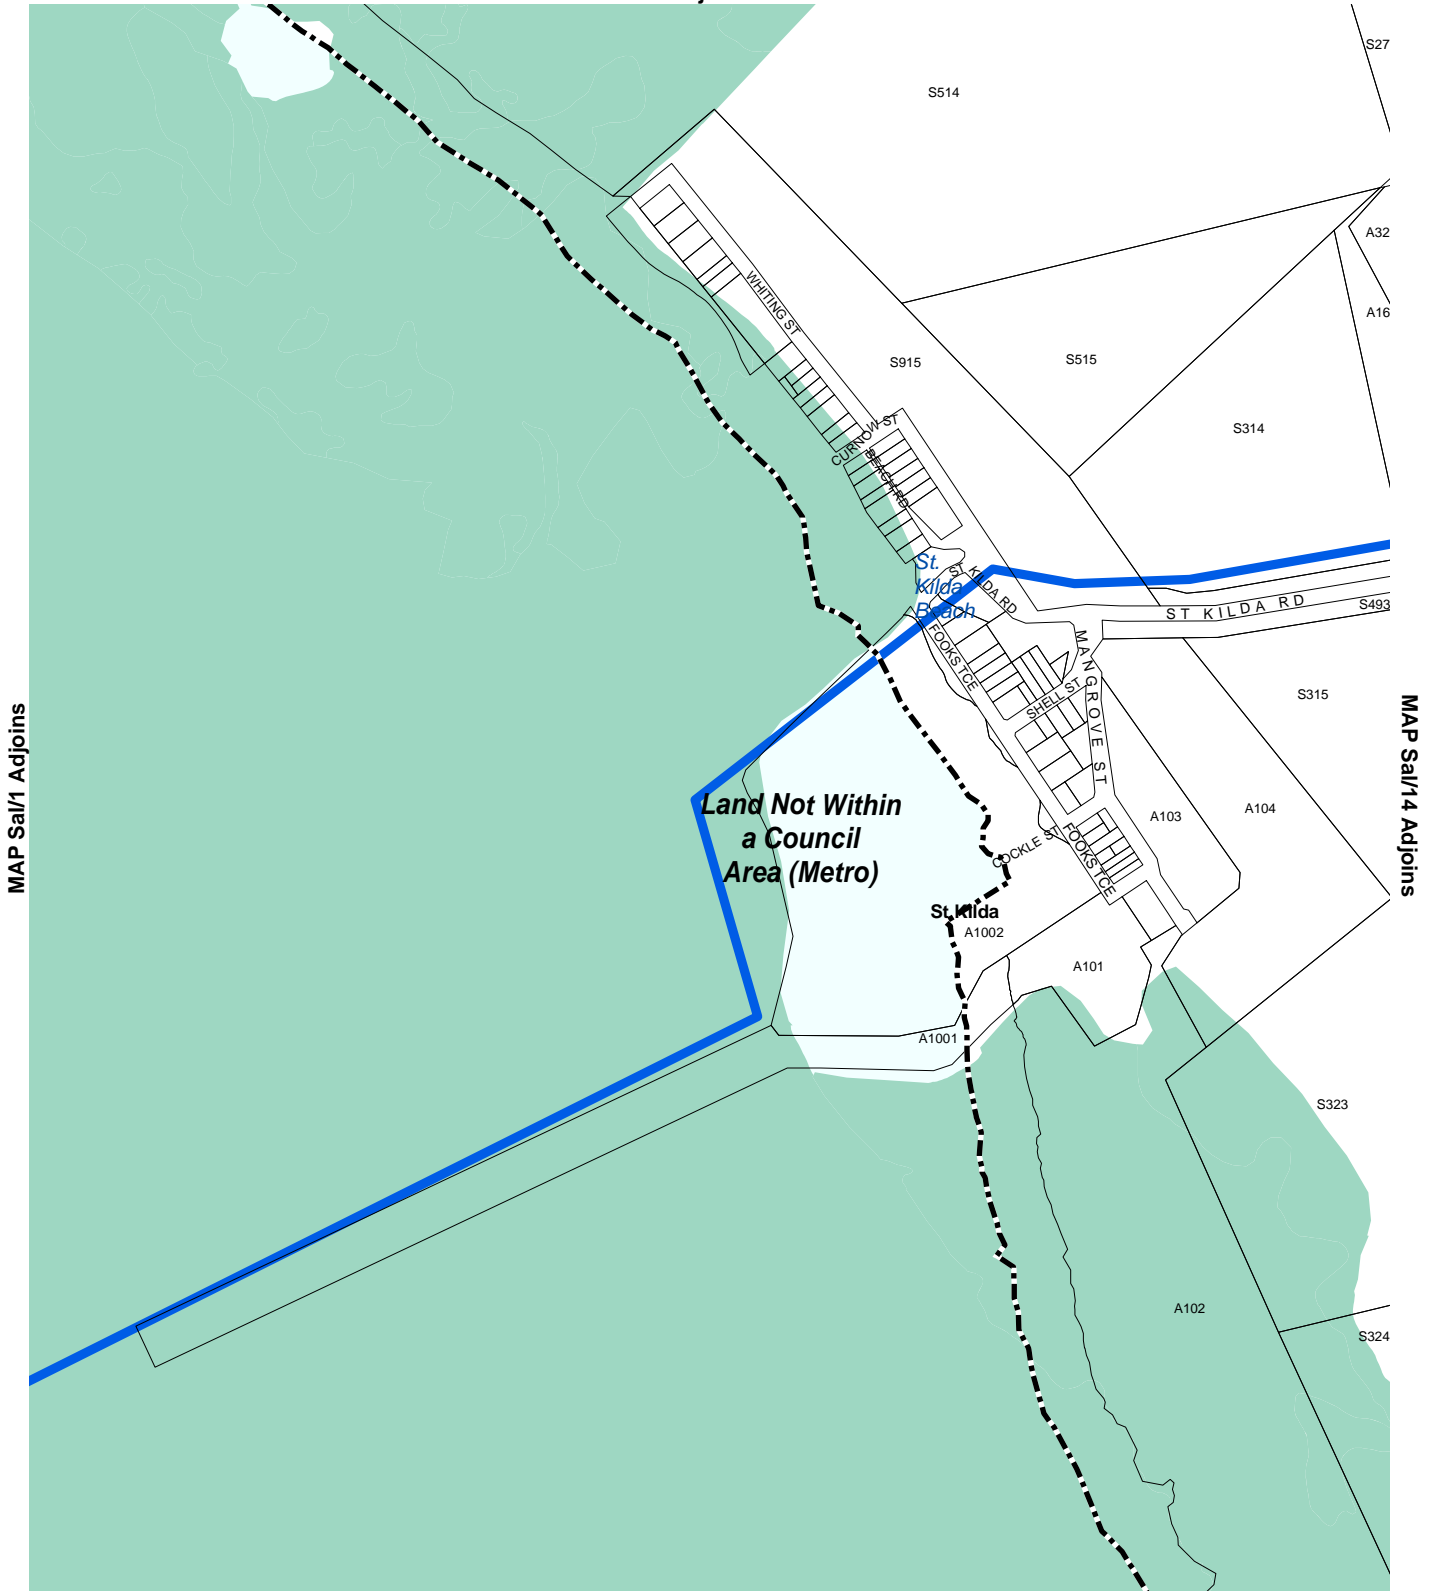 S27
S514
A32
A16
WHITING ST
S915
S515
S314
CURNOW ST
BEACH RD
St.
Kilda
Beach
ST KILDA RD
ST KILDA RD
S493
FOOKS TCE
MANGROVE ST
SHELL ST
S315
MAP Sal/1 Adjoins
MAP Sal/14 Adjoins
Land Not Within
a Council
Area (Metro)
A103
A104
COCKLE ST
FOOKS TCE
St Kilda
A1002
A101
A1001
S323
A102
S324